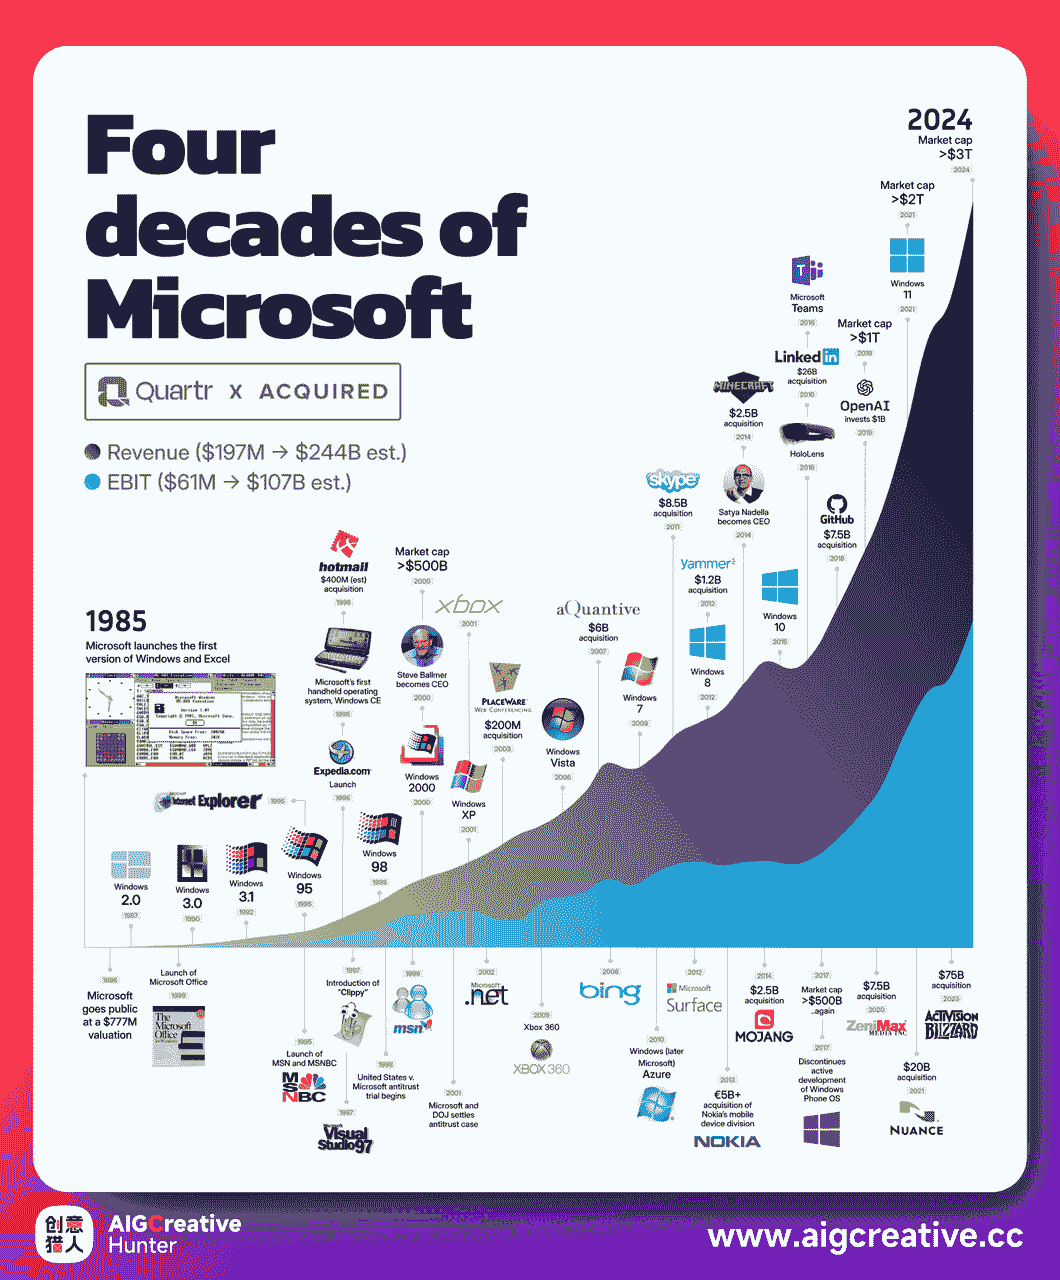 Four
decades of
Microsoft
Quartr X ACQUIRED
Revenue ($197M → $244B est.)
EBIT ($61M → $107B est.)
2024
Market cap
>$3T
2024
Market cap
>$2T
2021
Windows
11
2021
Microsoft
Teams
2016
Market cap
>$1T
2019
LinkedIn
$26B
acquisition
2016
OpenAI
invests $1B
2019
MINECRAFT
$2.5B
acquisition
2014
HoloLens
2016
skype
$8.5B
acquisition
2011
Satya Nadella
becomes CEO
2014
GitHub
$7.5B
acquisition
2018
yammer
$1.2B
acquisition
2012
Windows
10
2015
Windows
8
2012
hotmail
$400M (est)
acquisition
1996
Market cap
>$500B
2000
xbox
2001
aQuantive
$6B
acquisition
2007
1985
Microsoft launches the first
version of Windows and Excel
Microsoft's first
handheld operating
system, Windows CE
1996
Steve Ballmer
becomes CEO
2000
PLACEWARE
WEB CONFERENCING
$200M
acquisition
2003
Windows
7
2009
Windows
Vista
2006
Expedia.com
Launch
1996
Windows
2000
2000
Windows
XP
2001
Microsoft
Internet Explorer
1995
Windows
2.0
1987
Windows
3.0
1990
Windows
3.1
1992
Windows
95
1995
Windows
98
1998
1986
Microsoft
goes public
at a $777M
valuation
Launch of
Microsoft Office
1989
The
Microsoft
Office
1995
Launch of
MSN and MSNBC
MSNBC
1997
Introduction of
"Clippy"
1997
Microsoft
Visual
Studio97
1998
United States v.
Microsoft antitrust
trial begins
1999
msn
2001
Microsoft and
DOJ settles
antitrust case
2002
Microsoft
.net
2005
Xbox 360
XBOX 360
2008
bing
2010
Windows (later
Microsoft)
Azure
2012
Microsoft
Surface
2013
€5B+
acquisition of
Nokia's mobile
device division
NOKIA
2014
$2.5B
acquisition
MOJANG
2017
Market cap
>$500B
..again
2017
Discontinues
active
development
of Windows
Phone OS
$7.5B
acquisition
2020
ZeniMax
MEDIA INC
$20B
acquisition
2021
NUANCE
$75B
acquisition
2023
ACTIVISION
BLIZZARD
创意
猎人
AIGCreative
Hunter
www.aigcreative.cc